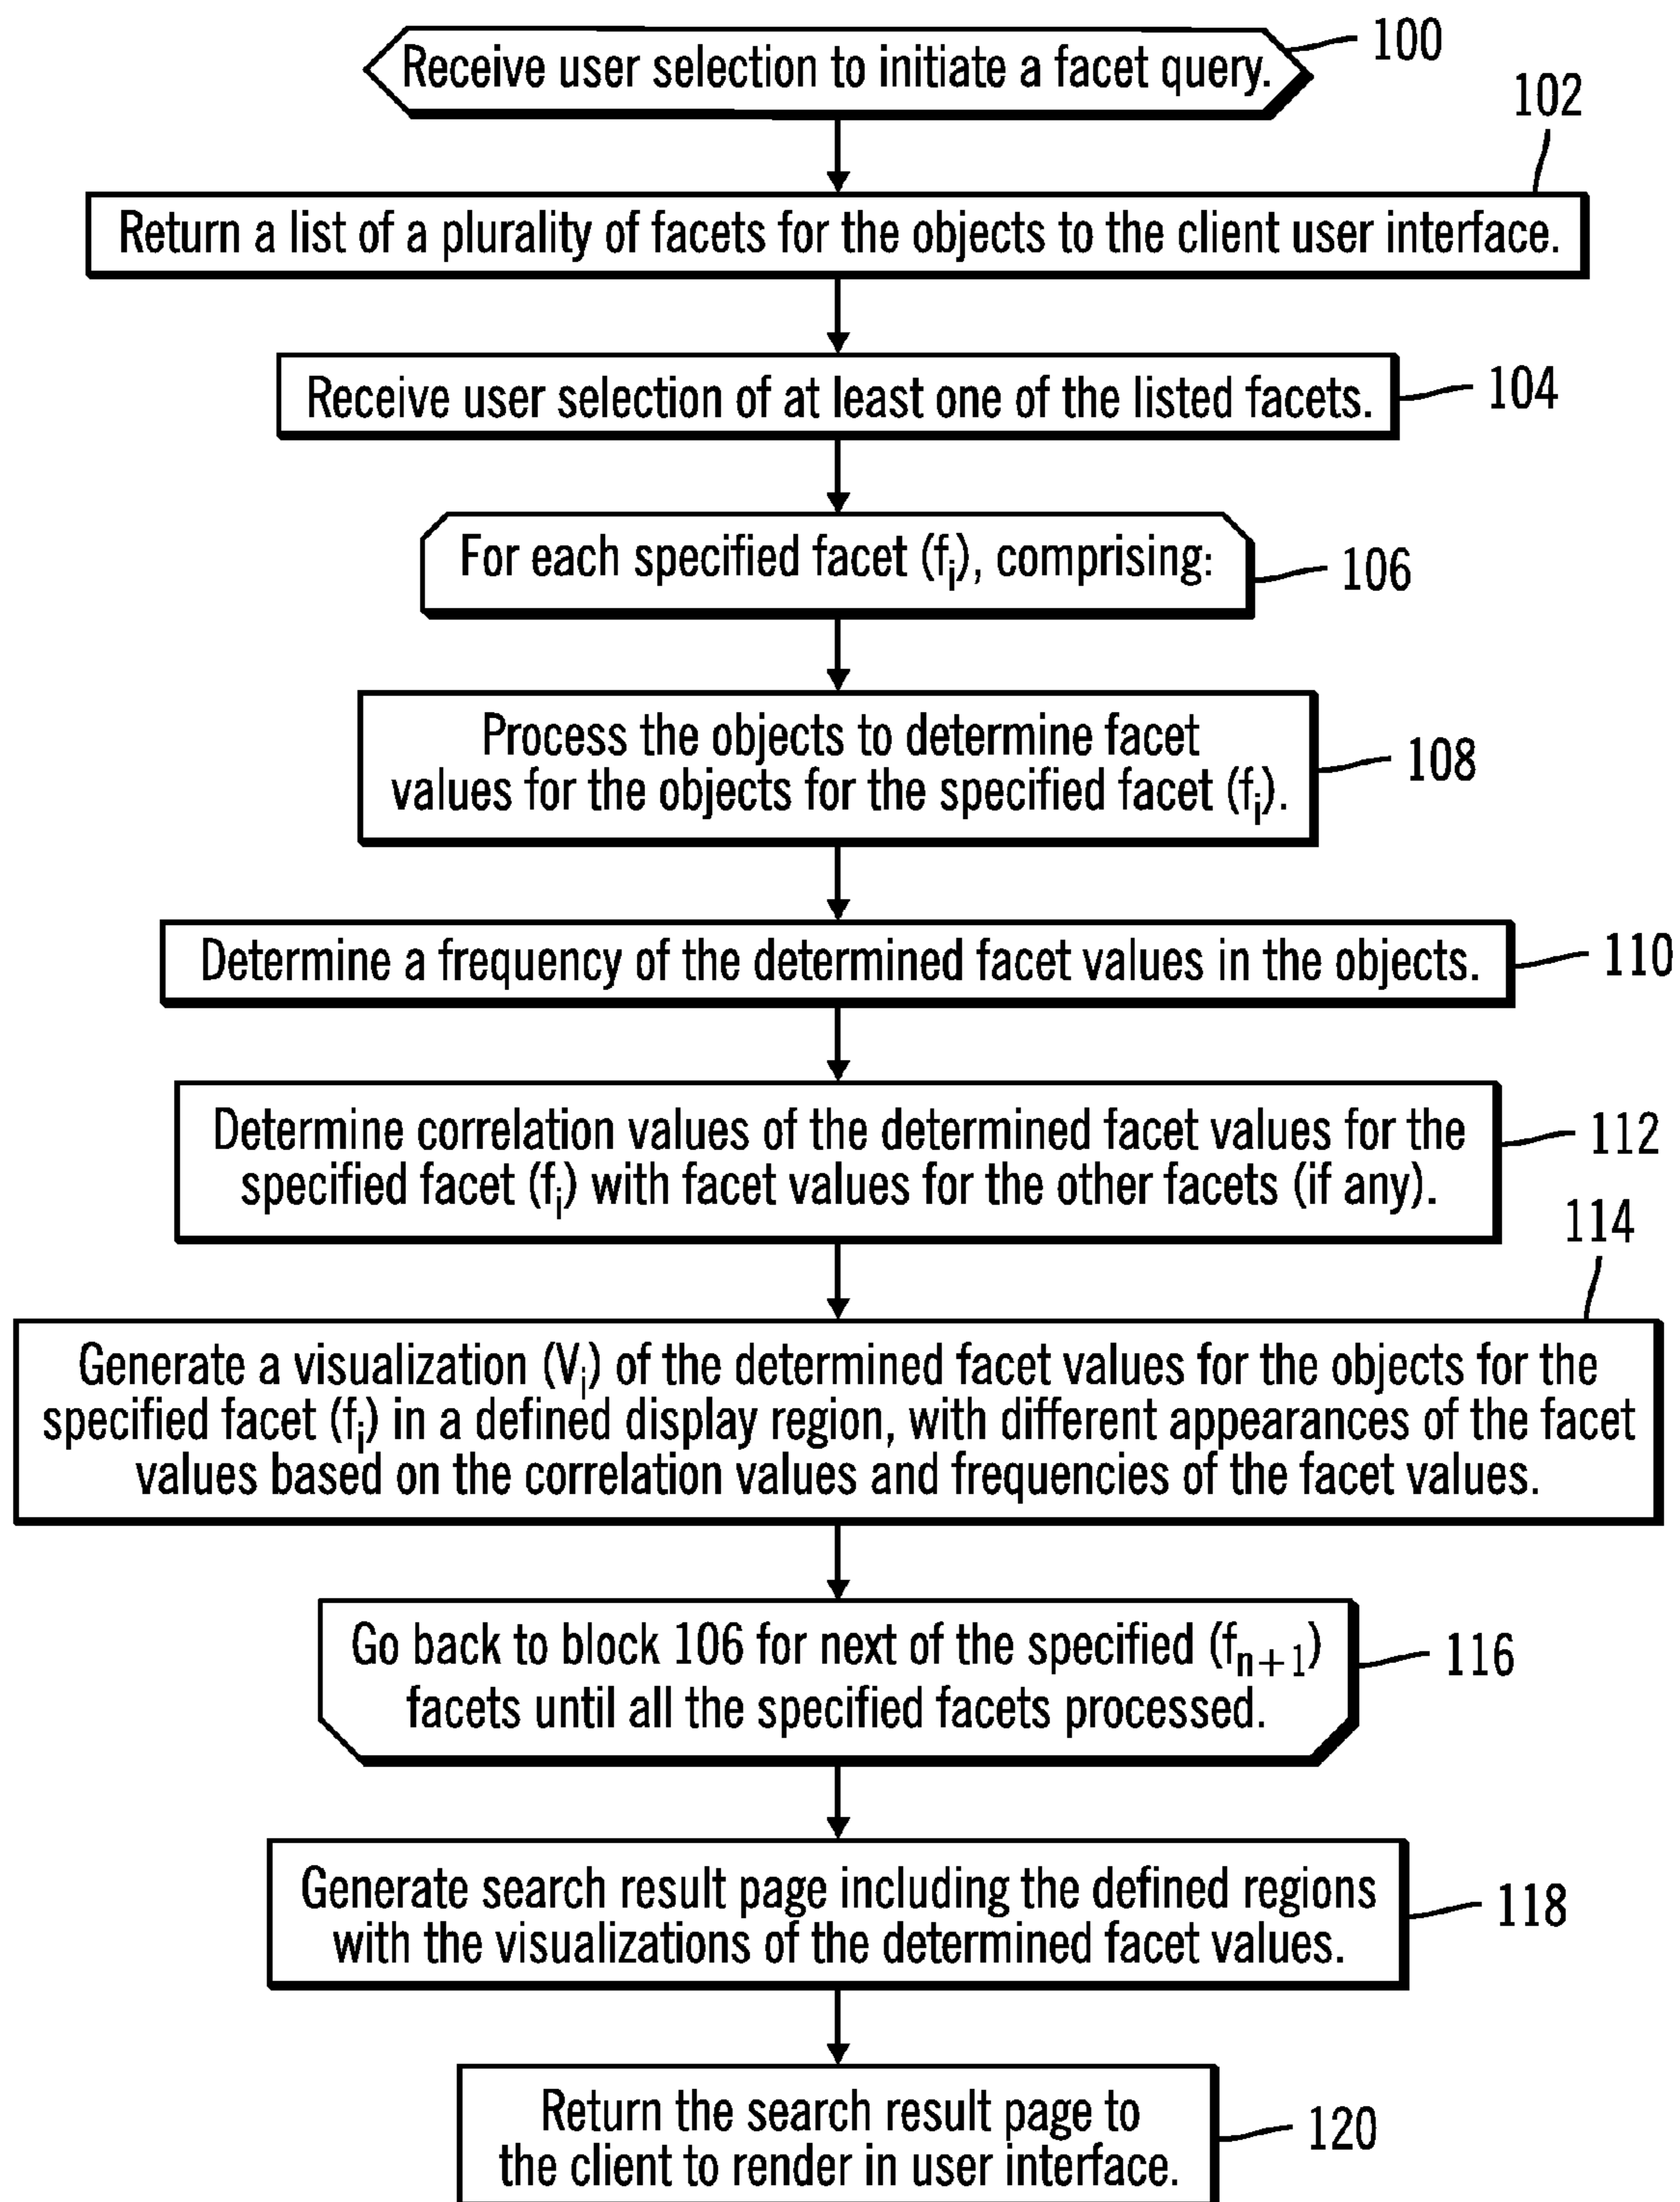 Receive user selection to initiate a facet query.
100
102
Return a list of a plurality of facets for the objects to the client user interface.
Receive user selection of at least one of the listed facets.
104
For each specified facet (fi), comprising:
106
Process the objects to determine facet
values for the objects for the specified facet (fi).
108
Determine a frequency of the determined facet values in the objects.
110
Determine correlation values of the determined facet values for the
specified facet (fi) with facet values for the other facets (if any).
112
114
Generate a visualization (Vi) of the determined facet values for the objects for the
specified facet (fi) in a defined display region, with different appearances of the facet
values based on the correlation values and frequencies of the facet values.
Go back to block 106 for next of the specified (fn+1)
facets until all the specified facets processed.
116
Generate search result page including the defined regions
with the visualizations of the determined facet values.
118
Return the search result page to
the client to render in user interface.
120